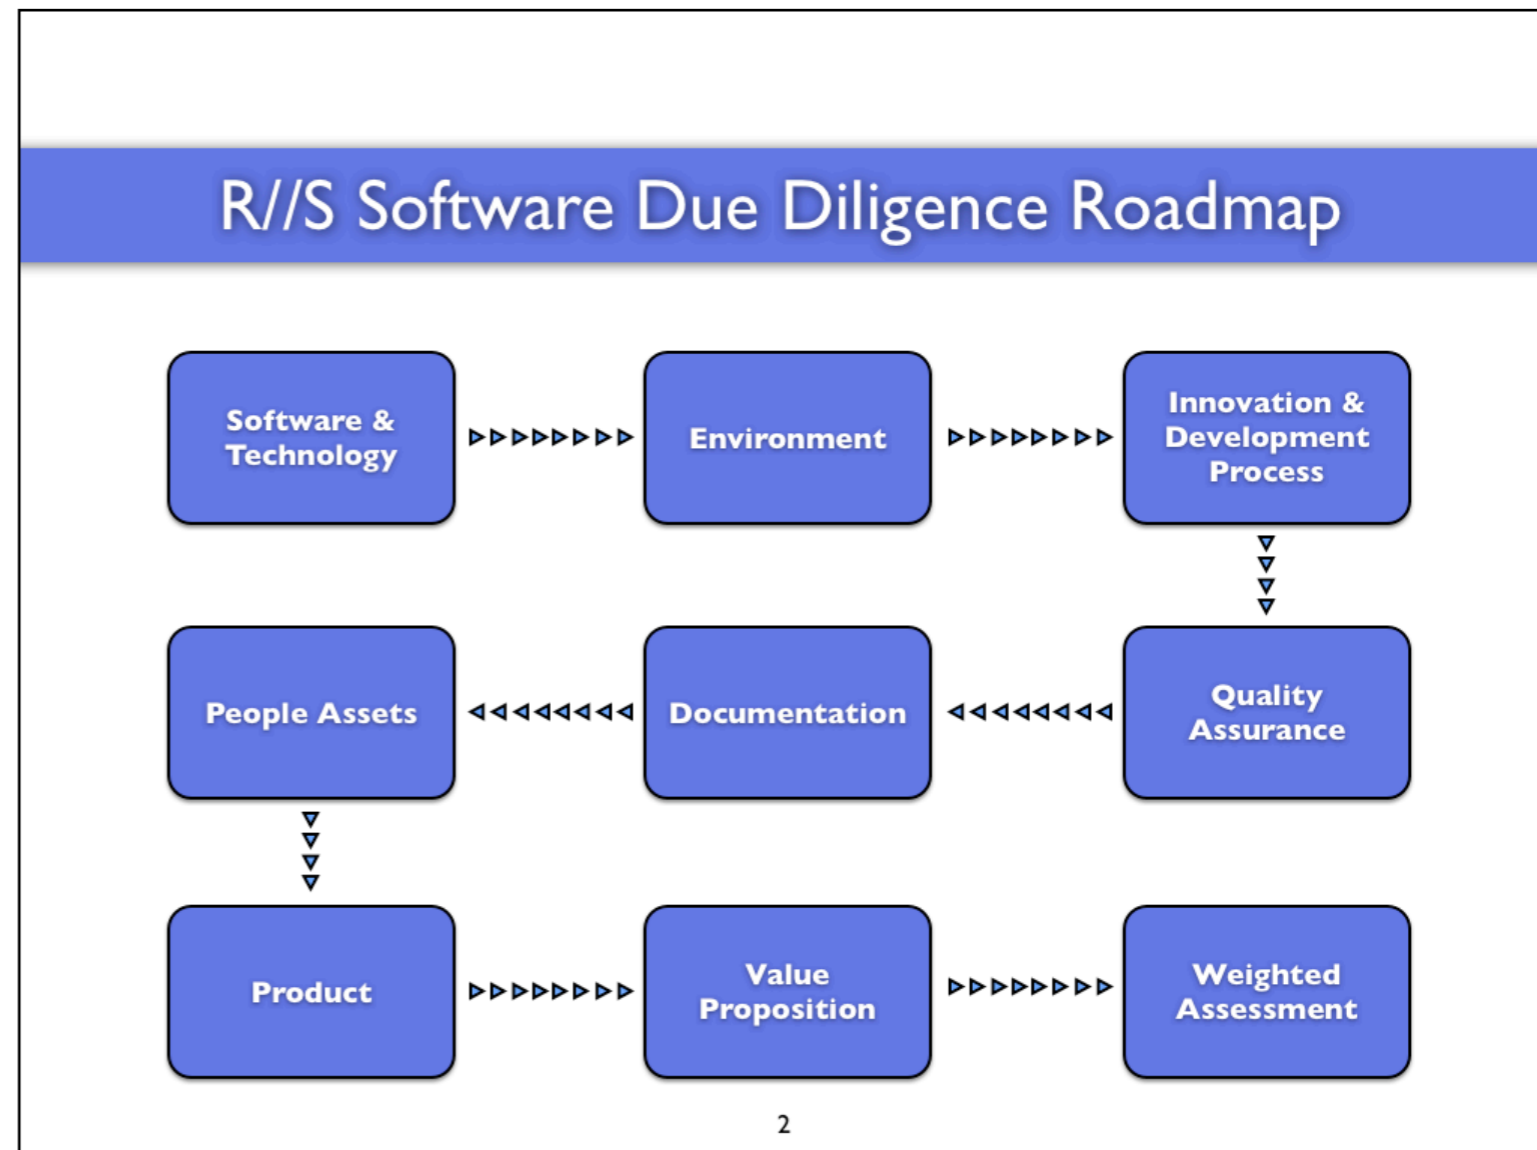 R//S Software Due Diligence Roadmap
Software &
Technology
Environment
Innovation &
Development
Process
Quality
Assurance
Documentation
People Assets
Product
Value
Proposition
Weighted
Assessment
2